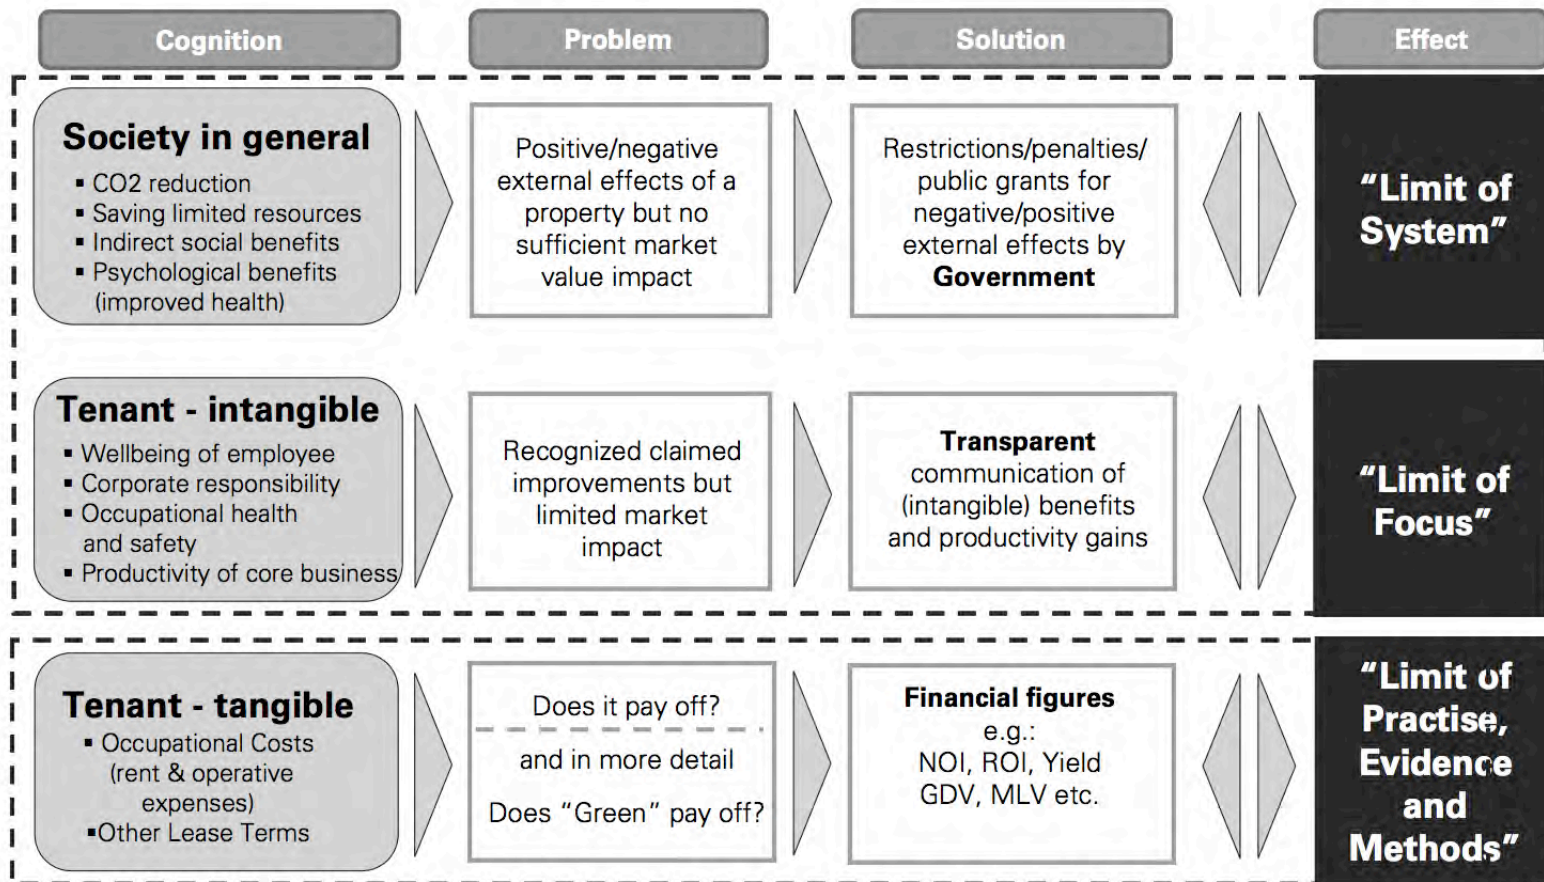 Cognition
Problem
Solution
Effect
Society in general
▪ CO2 reduction
▪ Saving limited resources
▪ Indirect social benefits
▪ Psychological benefits
(improved health)
Positive/negative
external effects of a
property but no
sufficient market
value impact
Restrictions/penalties/
public grants for
negative/positive
external effects by
Government
“Limit of
System”
Tenant - intangible
▪ Wellbeing of employee
▪ Corporate responsibility
▪ Occupational health
and safety
▪ Productivity of core business
Recognized claimed
improvements but
limited market
impact
Transparent
communication of
(intangible) benefits
and productivity gains
“Limit of
Focus”
Tenant - tangible
▪ Occupational Costs
(rent & operative
expenses)
▪Other Lease Terms
Does it pay off?
and in more detail
Does “Green” pay off?
Financial figures
e.g.:
NOI, ROI, Yield
GDV, MLV etc.
“Limit of
Practise,
Evidence
and
Methods”